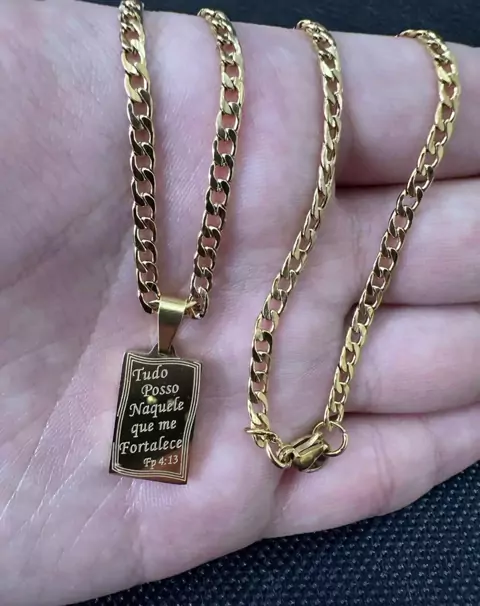 Tudo
Posso
Naquele
que me
Fortalece
Fp 4:13